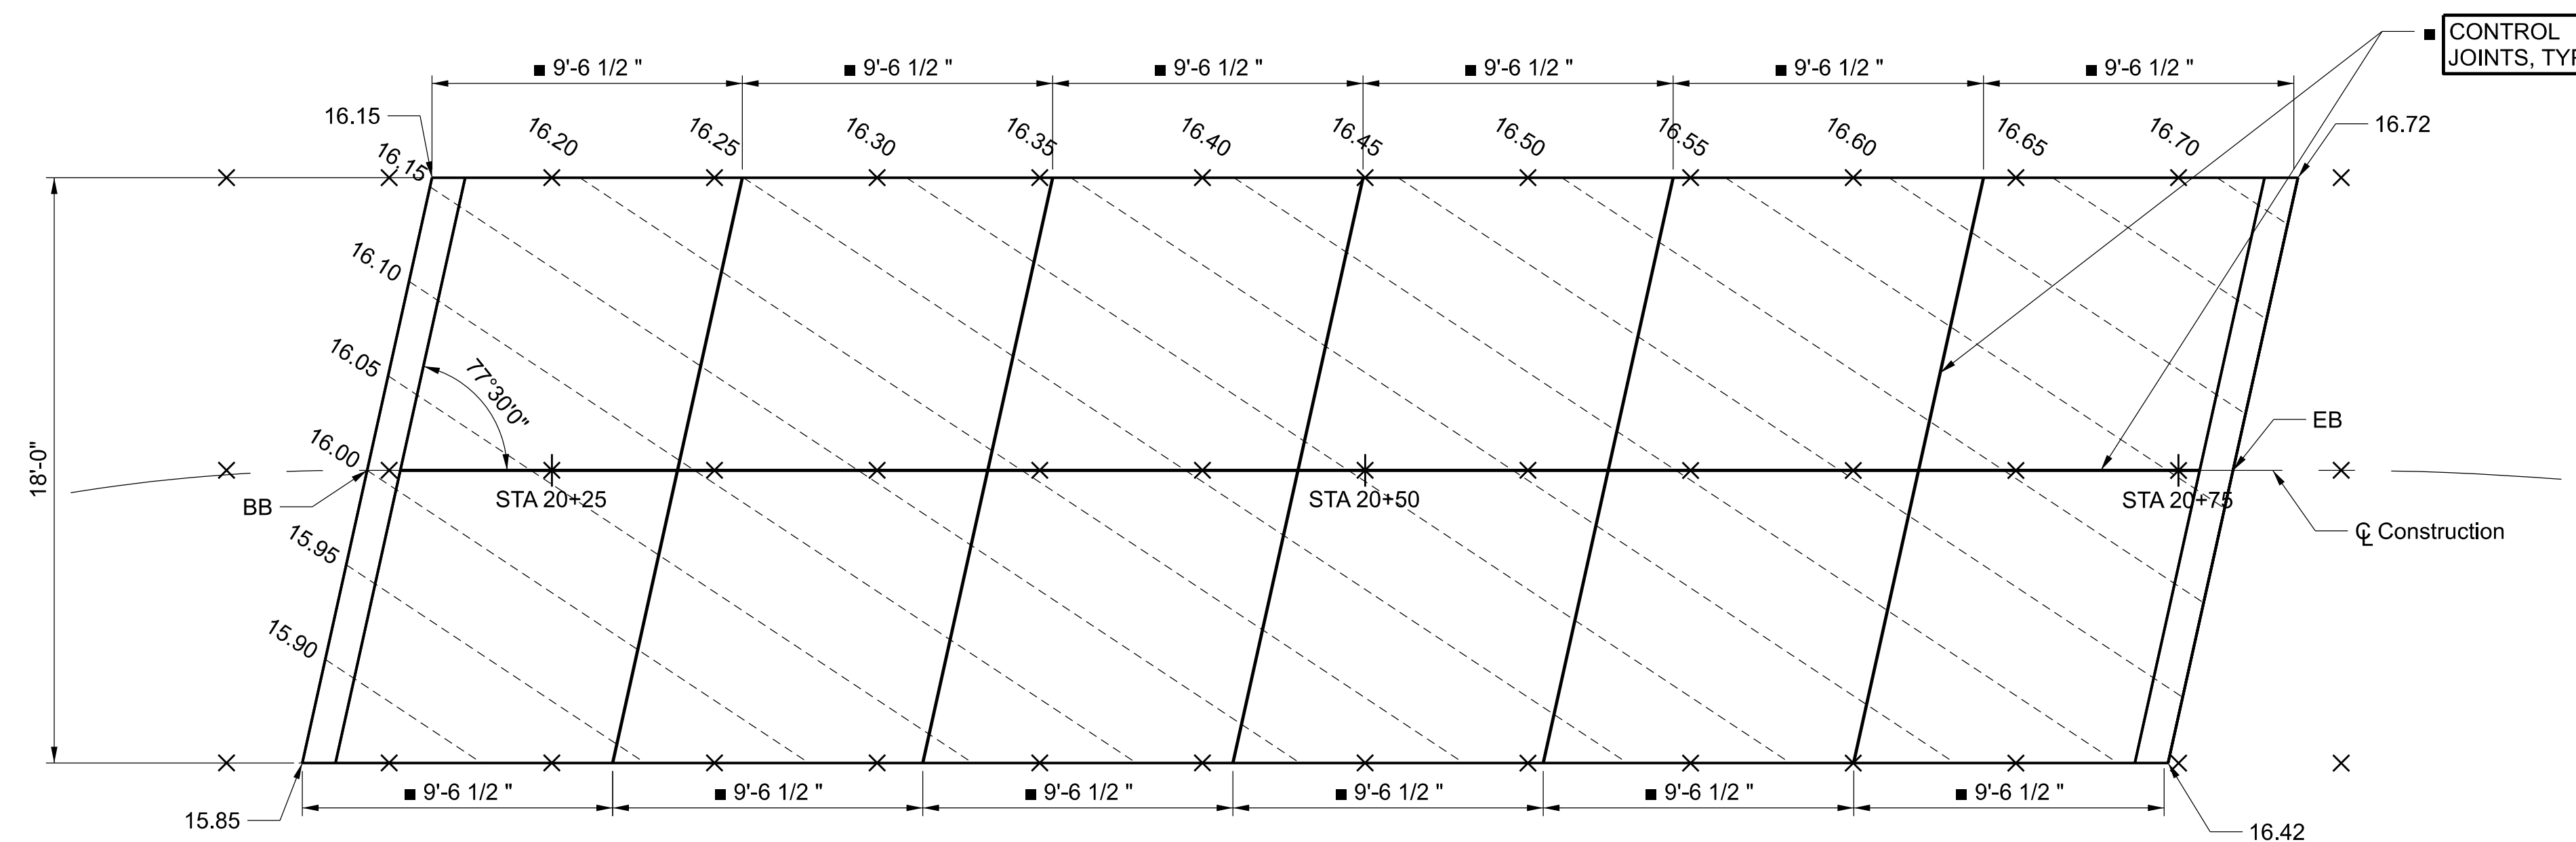 ■ CONTROL
JOINTS, TYP
■ 9'-6 1/2 " ■ 9'-6 1/2 " ■ 9'-6 1/2 " ■ 9'-6 1/2 " ■ 9'-6 1/2 " ■ 9'-6 1/2 "
16.15
16.72
16.15
16.20
16.25
16.30
16.35
16.40
16.45
16.50
16.55
16.60
16.65
16.70
16.10
16.05
77°30'0"
16.00
18'-0"
EB
BB
STA 20+25
STA 20+50
STA 20+75
℄ Construction
15.95
15.90
■ 9'-6 1/2 " ■ 9'-6 1/2 " ■ 9'-6 1/2 " ■ 9'-6 1/2 " ■ 9'-6 1/2 " ■ 9'-6 1/2 "
15.85
16.42